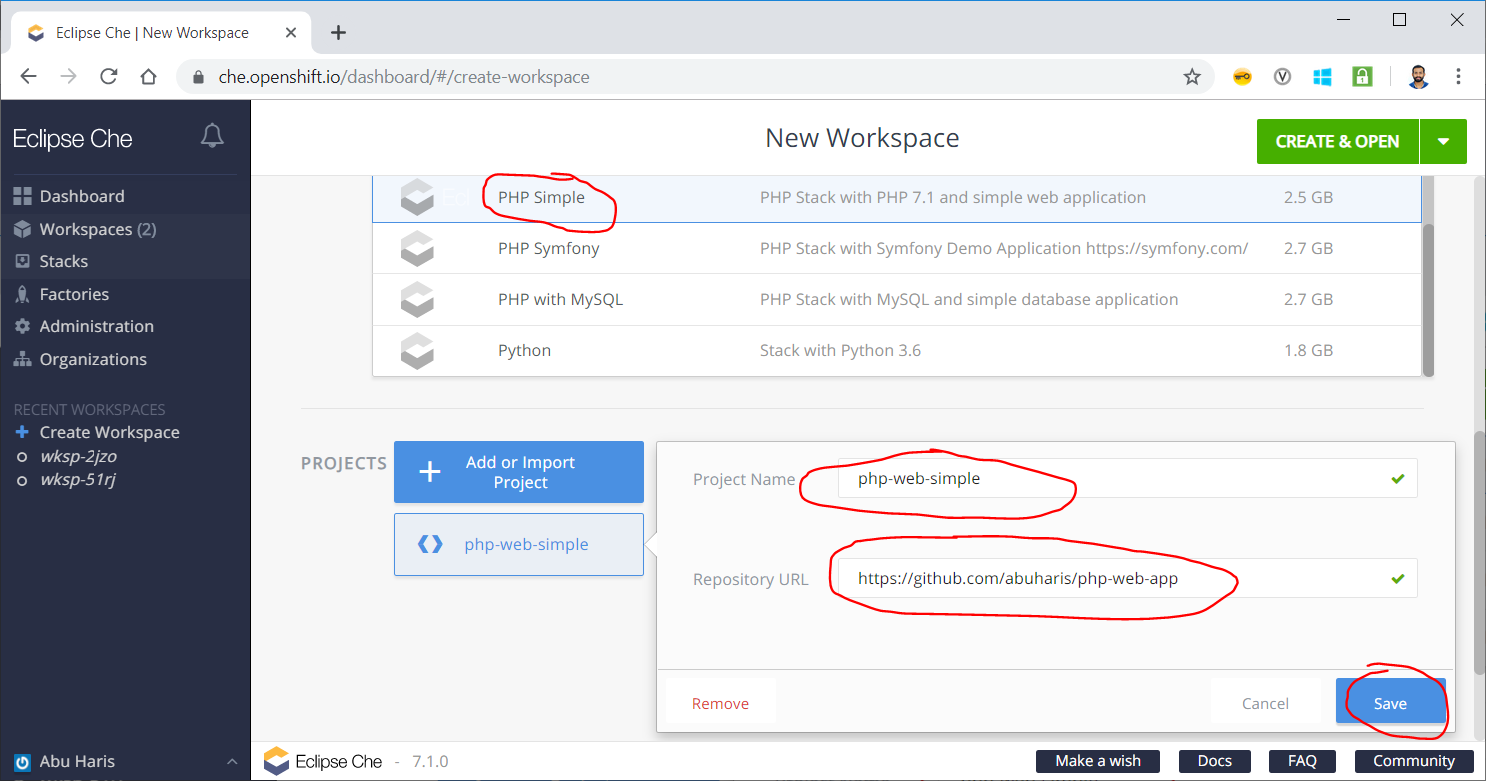 Eclipse Che | New Workspace
che.openshift.io/dashboard/#/create-workspace
Eclipse Che
New Workspace
CREATE & OPEN
Dashboard
Workspaces (2)
Stacks
Factories
Administration
Organizations
RECENT WORKSPACES
Create Workspace
wksp-2jzo
wksp-51rj
PHP Simple PHP Stack with PHP 7.1 and simple web application 2.5 GB
PHP Symfony PHP Stack with Symfony Demo Application https://symfony.com/ 2.7 GB
PHP with MySQL PHP Stack with MySQL and simple database application 2.7 GB
Python Stack with Python 3.6 1.8 GB
PROJECTS
Add or Import
Project
php-web-simple
Project Name php-web-simple
Repository URL https://github.com/abuharis/php-web-app
Remove Cancel Save
Abu Haris
Eclipse Che - 7.1.0 Make a wish Docs FAQ Community